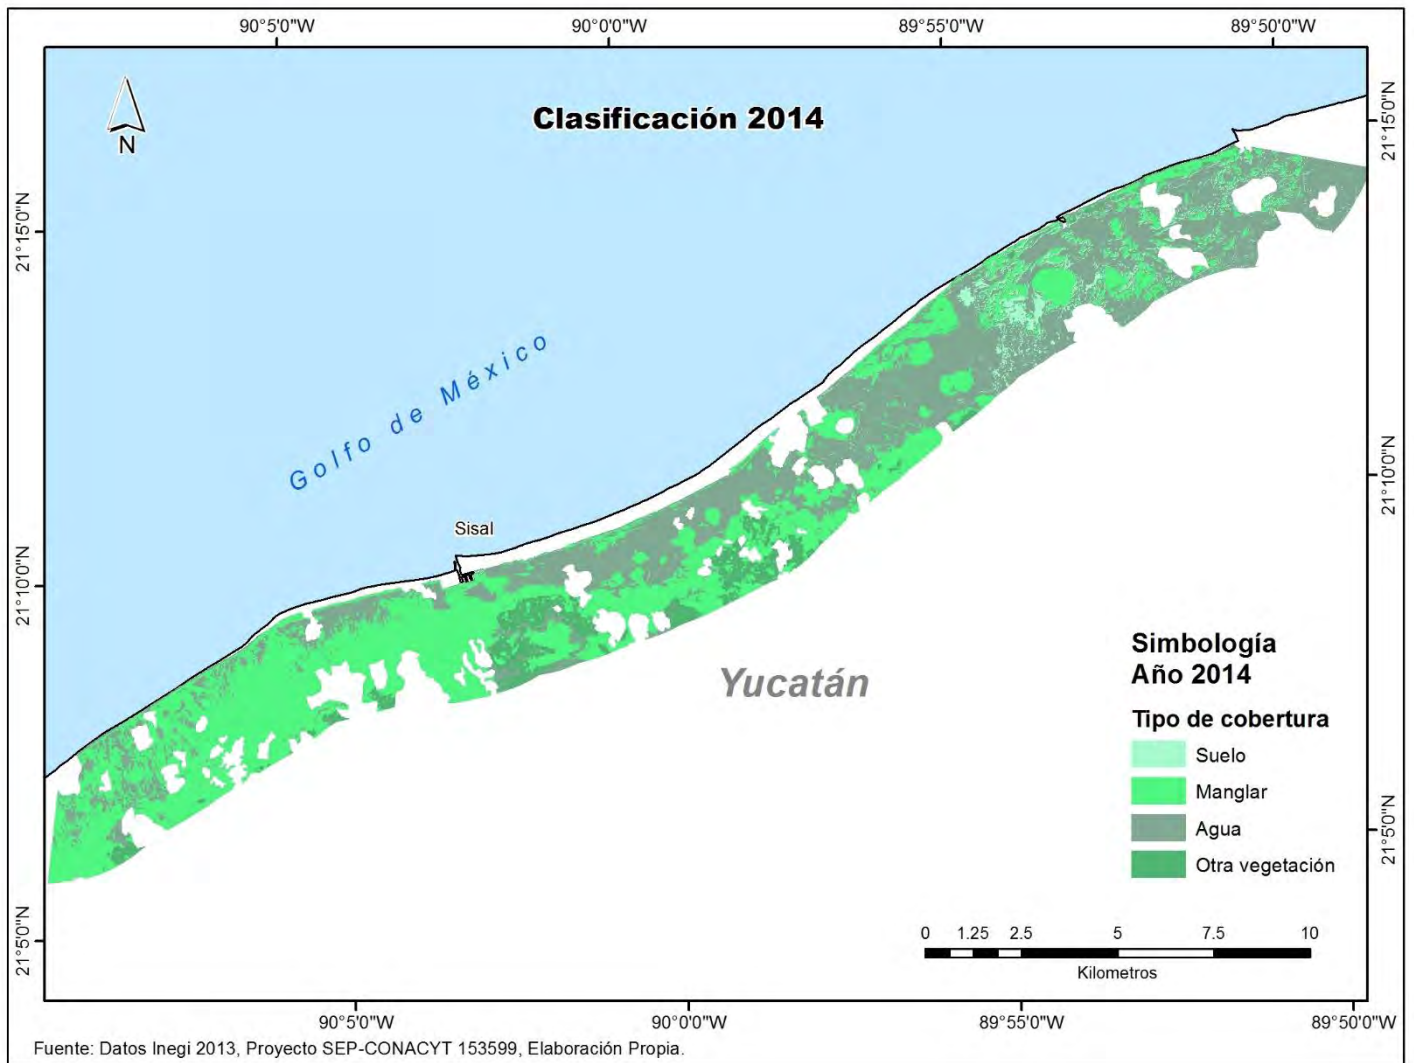 90°5'0"W 90°0'0"W 89°55'0"W 89°50'0"W
Clasificación 2014
N
21°15'0"N
21°15'0"N
Golfo de México
21°10'0"N
Sisal
21°10'0"N
Yucatán
Simbología
Año 2014
Tipo de cobertura
Suelo
Manglar
Agua
Otra vegetación
21°5'0"N
21°5'0"N
0 1.25 2.5 5 7.5 10
Kilometros
90°5'0"W 90°0'0"W 89°55'0"W 89°50'0"W
Fuente: Datos Inegi 2013, Proyecto SEP-CONACYT 153599, Elaboración Propia.